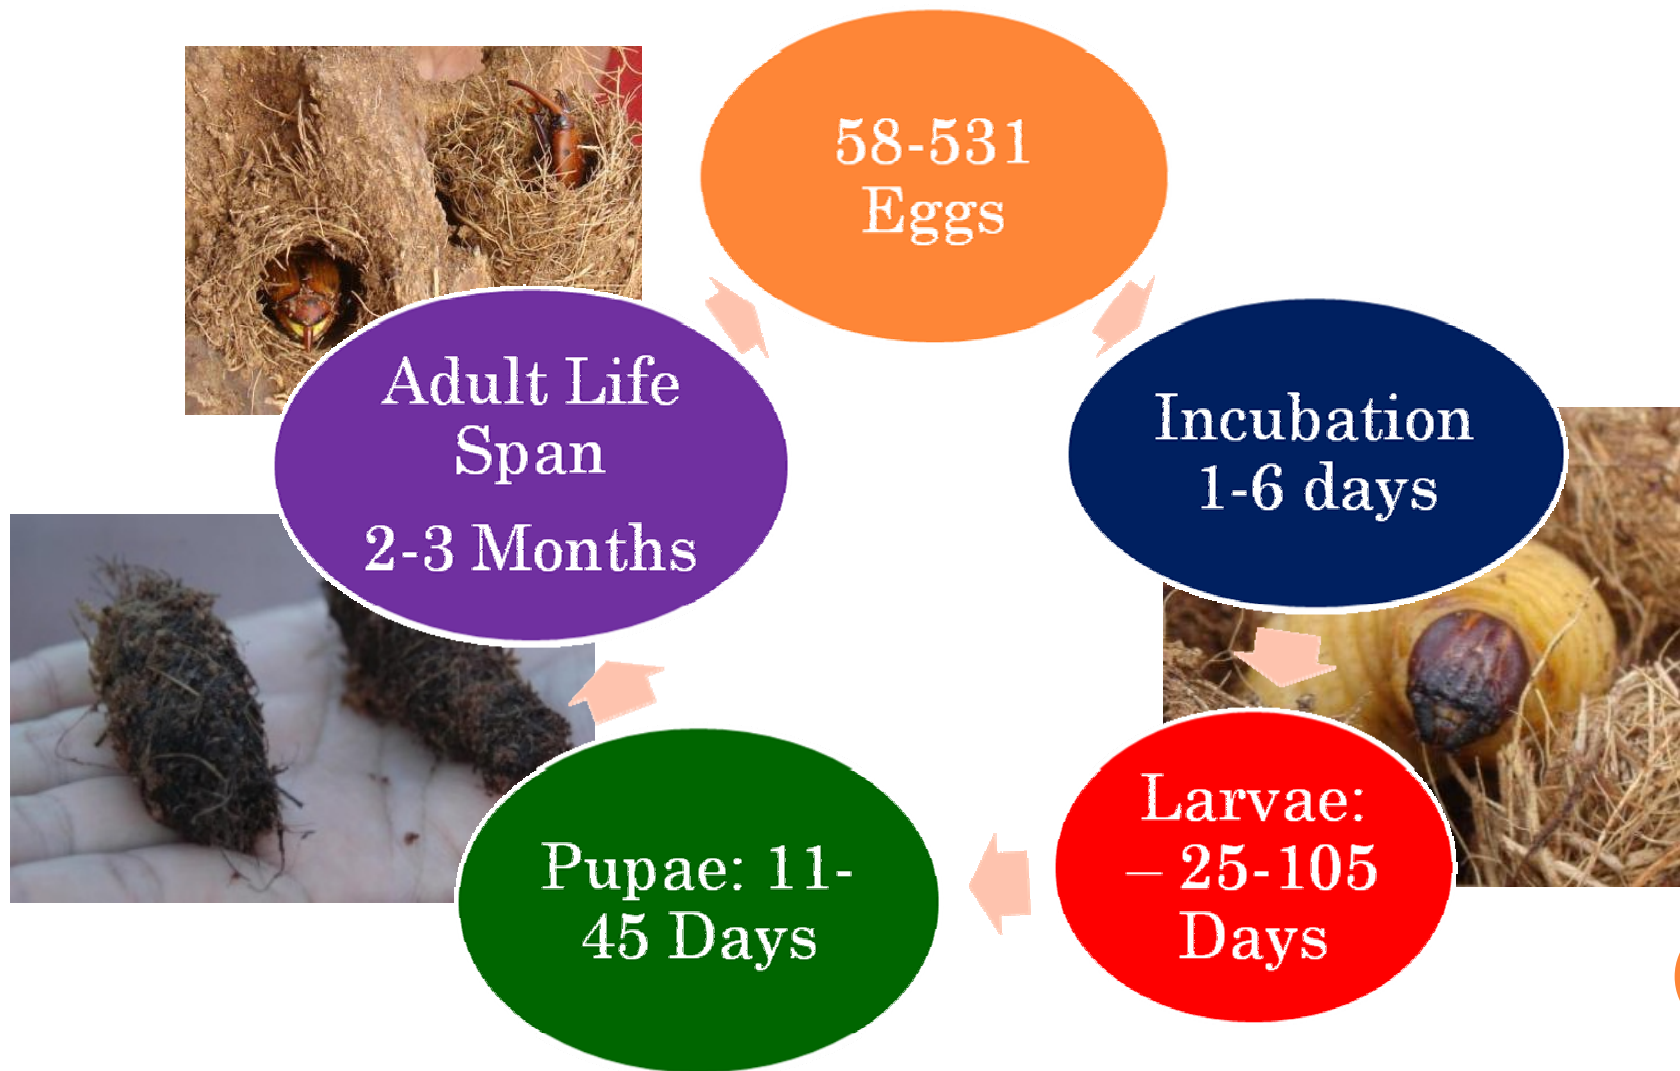 58-531
Eggs
Incubation
1-6 days
Larvae:
– 25-105
Days
Pupae: 11-
45 Days
Adult Life
Span
2-3 Months